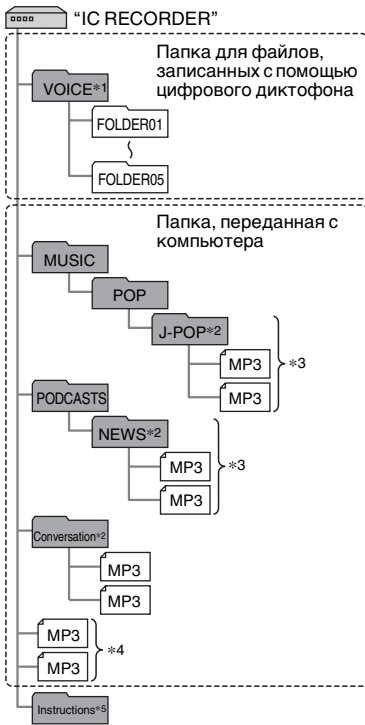 “IC RECORDER”
Папка для файлов,
записанных с помощью
цифрового диктофона
VOICE*1
FOLDER01
FOLDER05
Папка, переданная с
компьютера
MUSIC
POP
J-POP*2
MP3
*3
MP3
PODCASTS
NEWS*2
MP3
*3
MP3
Conversation*2
MP3
MP3
MP3
*4
MP3
Instructions*5